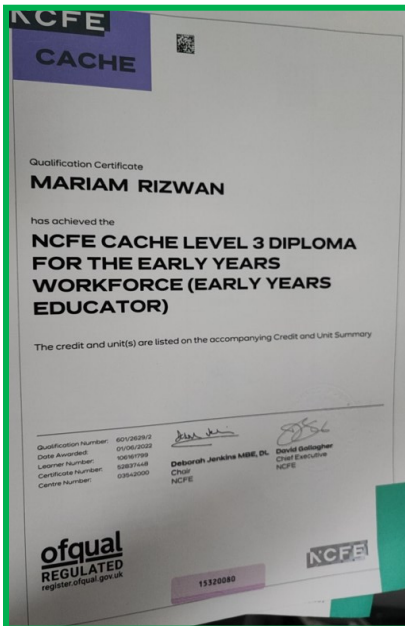 NCFE
CACHE
Qualification Certificate
MARIAM RIZWAN
has achieved the
NCFE CACHE LEVEL 3 DIPLOMA
FOR THE EARLY YEARS
WORKFORCE (EARLY YEARS
EDUCATOR)
The credit and unit(s) are listed on the accompanying Credit and Unit Summary
Qualification Number: 601/2629/2
Date Awarded: 01/06/2022
Learner Number: 106161799
Certificate Number: 52837448
Centre Number: 03542000
Deborah Jenkins MBE, DL
Chair
NCFE
David Gallagher
Chief Executive
NCFE
ofqual
REGULATED
register.ofqual.gov.uk
15320080
NCFE